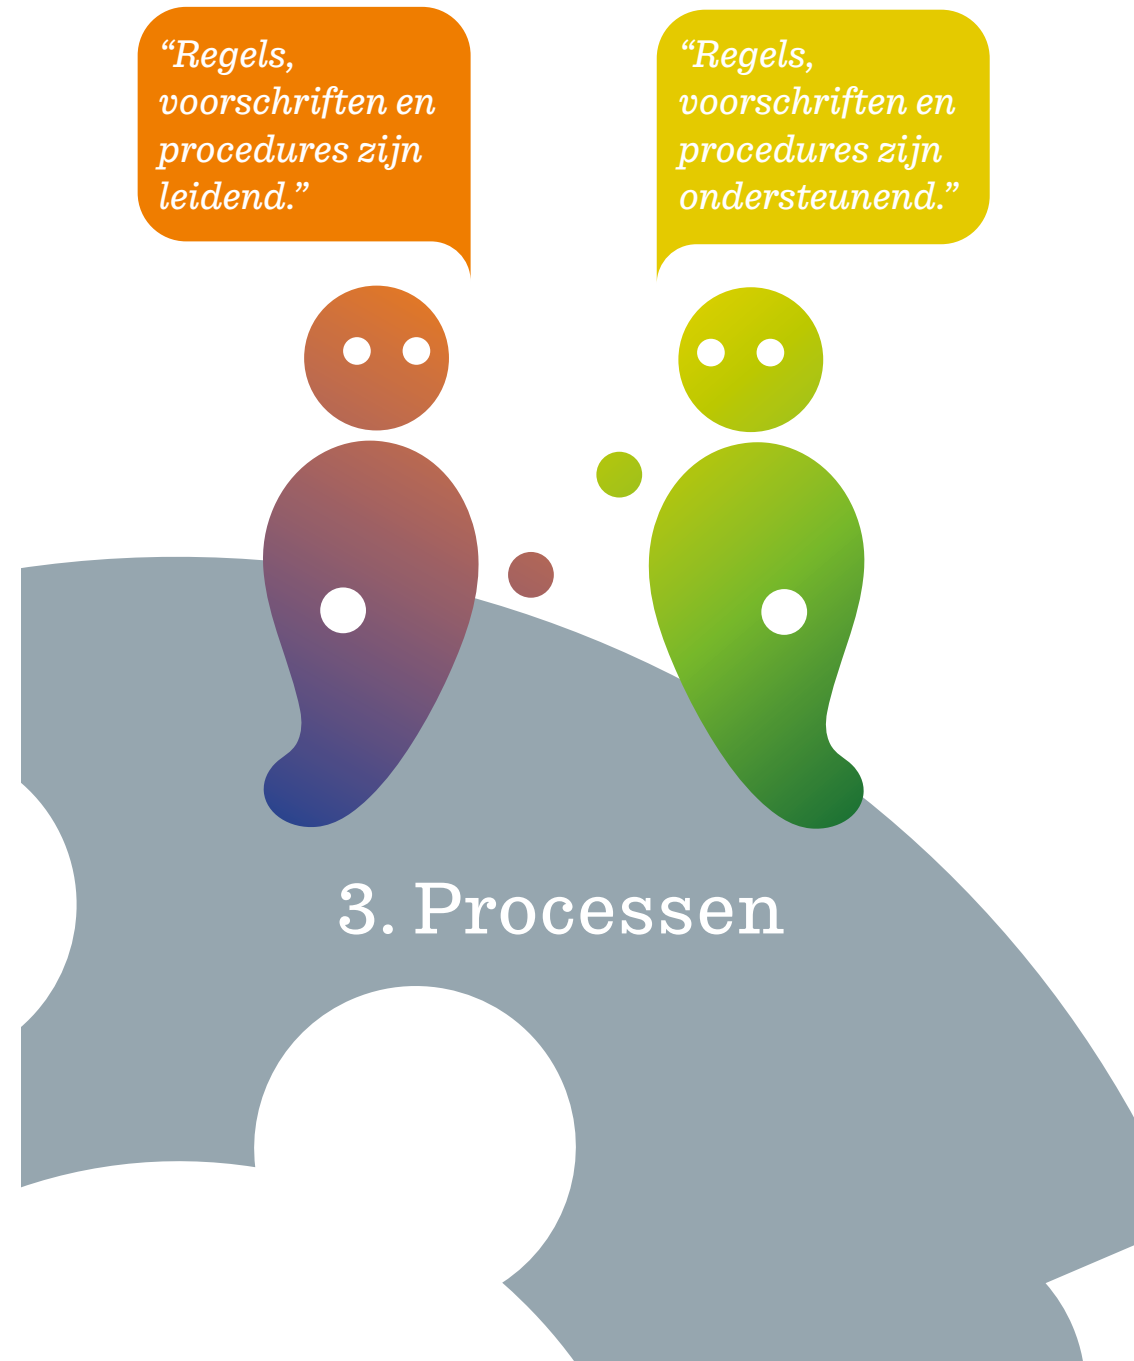 “Regels,
voorschriften en
procedures zijn
leidend.”
“Regels,
voorschriften en
procedures zijn
ondersteunend.”
3. Processen